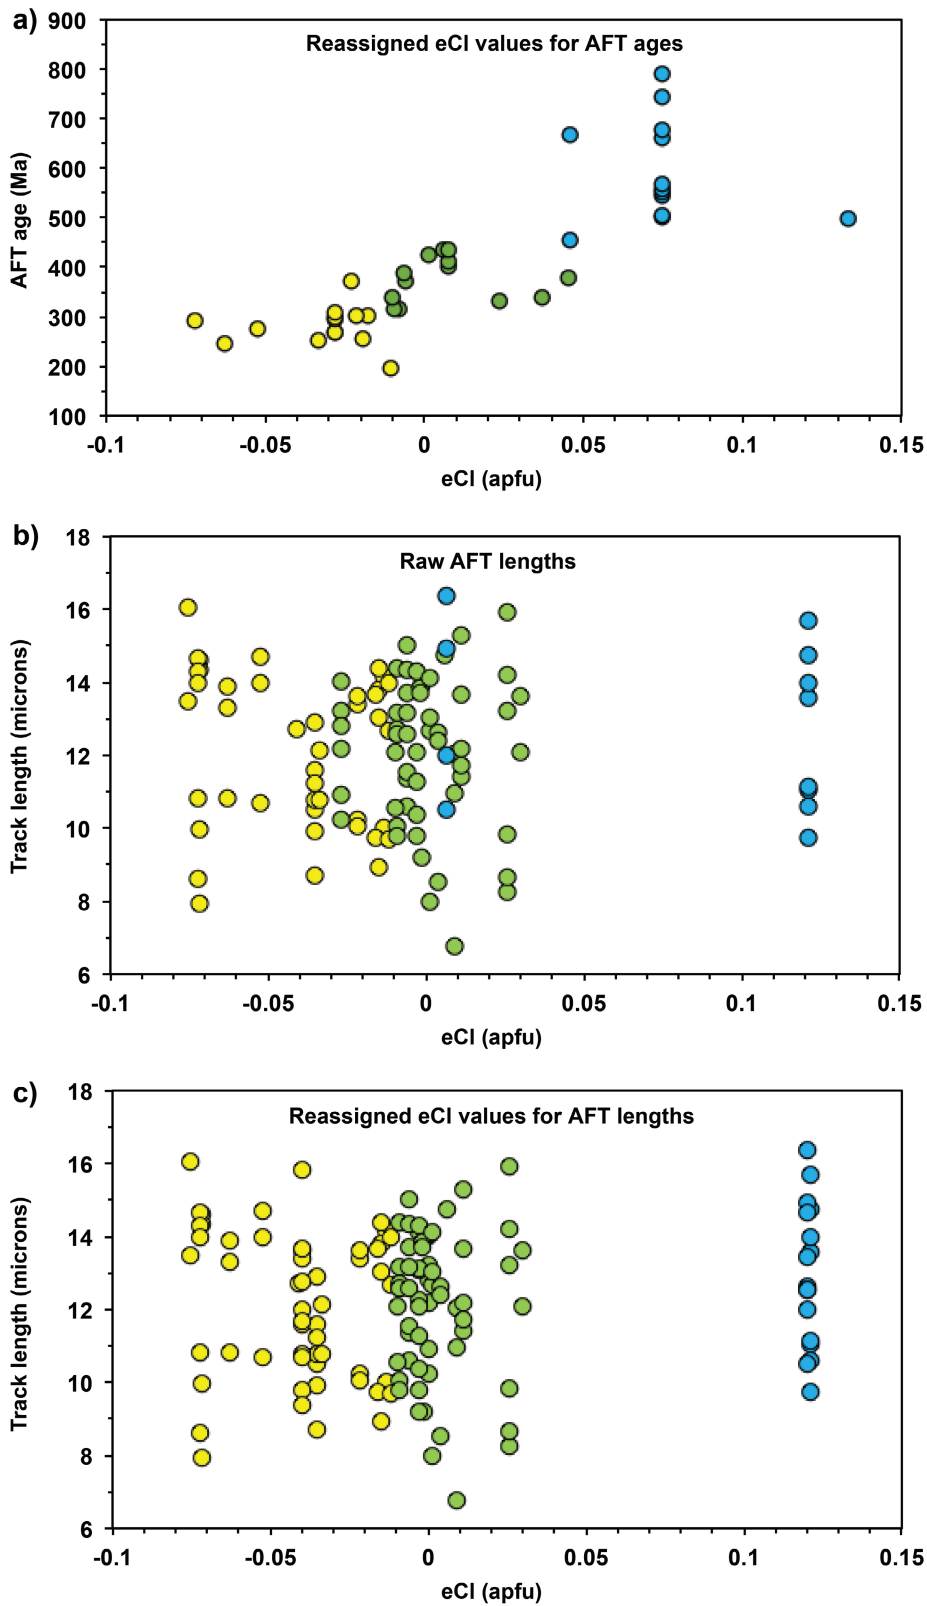 a)
Reassigned eCl values for AFT ages
900
800
700
600
500
400
300
200
100
AFT age (Ma)
-0.1 -0.05 0 0.05 0.1 0.15
eCl (apfu)
b)
Raw AFT lengths
18
16
14
12
10
8
6
Track length (microns)
-0.1 -0.05 0 0.05 0.1 0.15
eCl (apfu)
c)
Reassigned eCl values for AFT lengths
18
16
14
12
10
8
6
Track length (microns)
-0.1 -0.05 0 0.05 0.1 0.15
eCl (apfu)